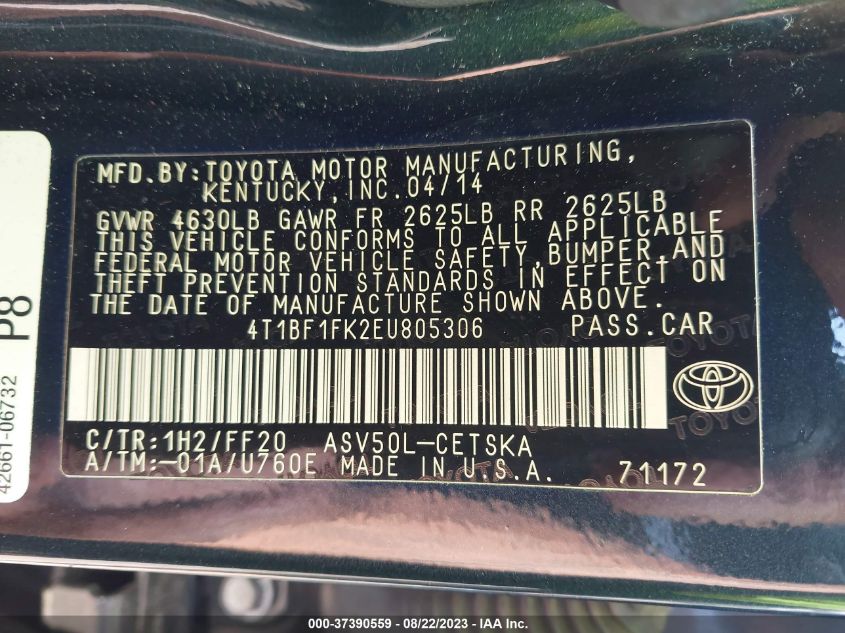 MFD.BY:TOYOTA MOTOR MANUFACTURING,
KENTUCKY,INC.04/14
GVWR 4630LB GAWR FR 2625LB RR 2625LB
THIS VEHICLE CONFORMS TO ALL APPLICABLE
FEDERAL MOTOR VEHICLE SAFETY,BUMPER,AND
THEFT PREVENTION STANDARDS IN EFFECT ON
THE DATE OF MANUFACTURE SHOWN ABOVE.
4T1BF1FK2EU805306 PASS.CAR
C/TR:1H2/FF20 ASV50L-CETSKA
A/TM:-01A/U760E MADE IN U.S.A. 71172
P8
42661-06732
000-37390559 - 08/22/2023 - IAA Inc.